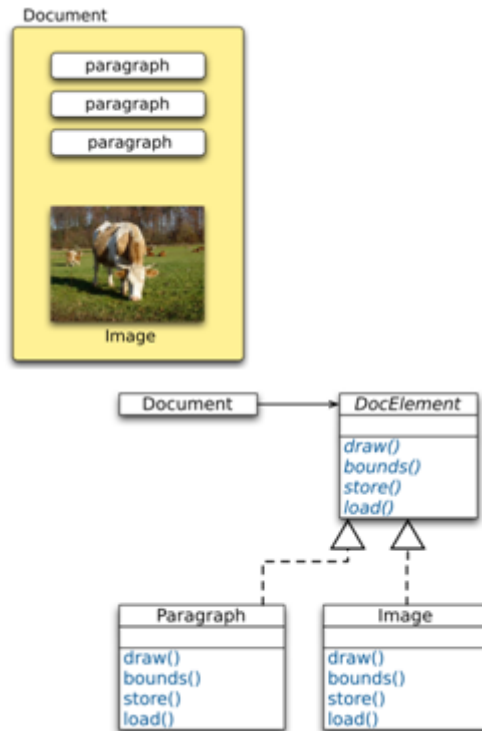 Document
paragraph
paragraph
paragraph
Image
Document
DocElement
draw()
bounds()
store()
load()
Paragraph
draw()
bounds()
store()
load()
Image
draw()
bounds()
store()
load()